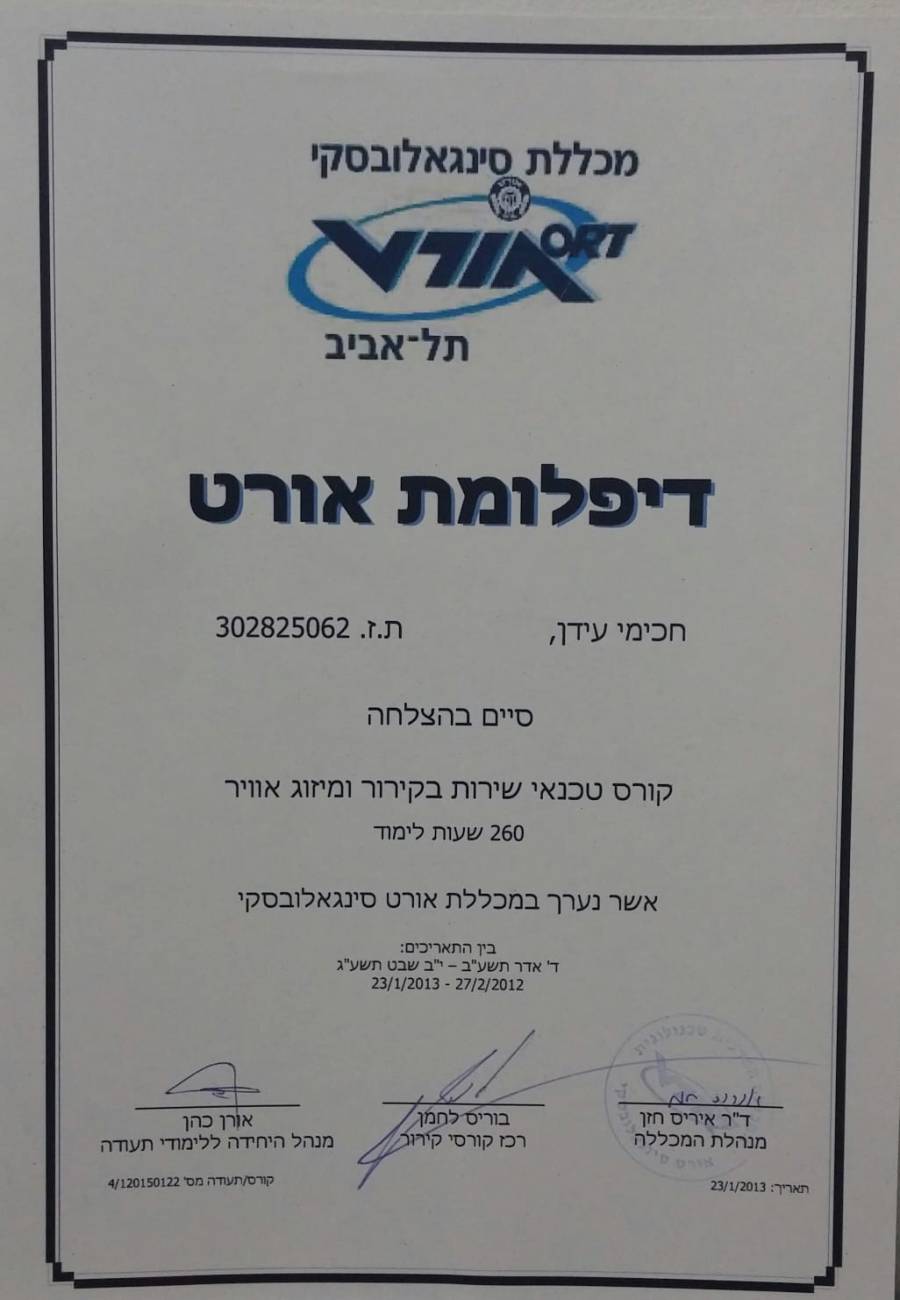 מכללת סינגאלובסקי
ORT
אורט
תל-אביב
דיפלומת אורט
חכימי עידן, ת.ז. 302825062
סיים בהצלחה
קורס טכנאי שירות בקירור ומיזוג אוויר
260 שעות לימוד
אשר נערך במכללת אורט סינגאלובסקי
בין התאריכים:
ד' אדר תשע"ב – י"ב שבט תשע"ג
23/1/2013 - 27/2/2012
ד"ר איריס חזן
מנהלת המכללה
בוריס לחמן
רכז קורסי קירור
אורן כהן
מנהל היחידה ללימודי תעודה
תאריך: 23/1/2013
קורס/תעודה מס' 4/120150122